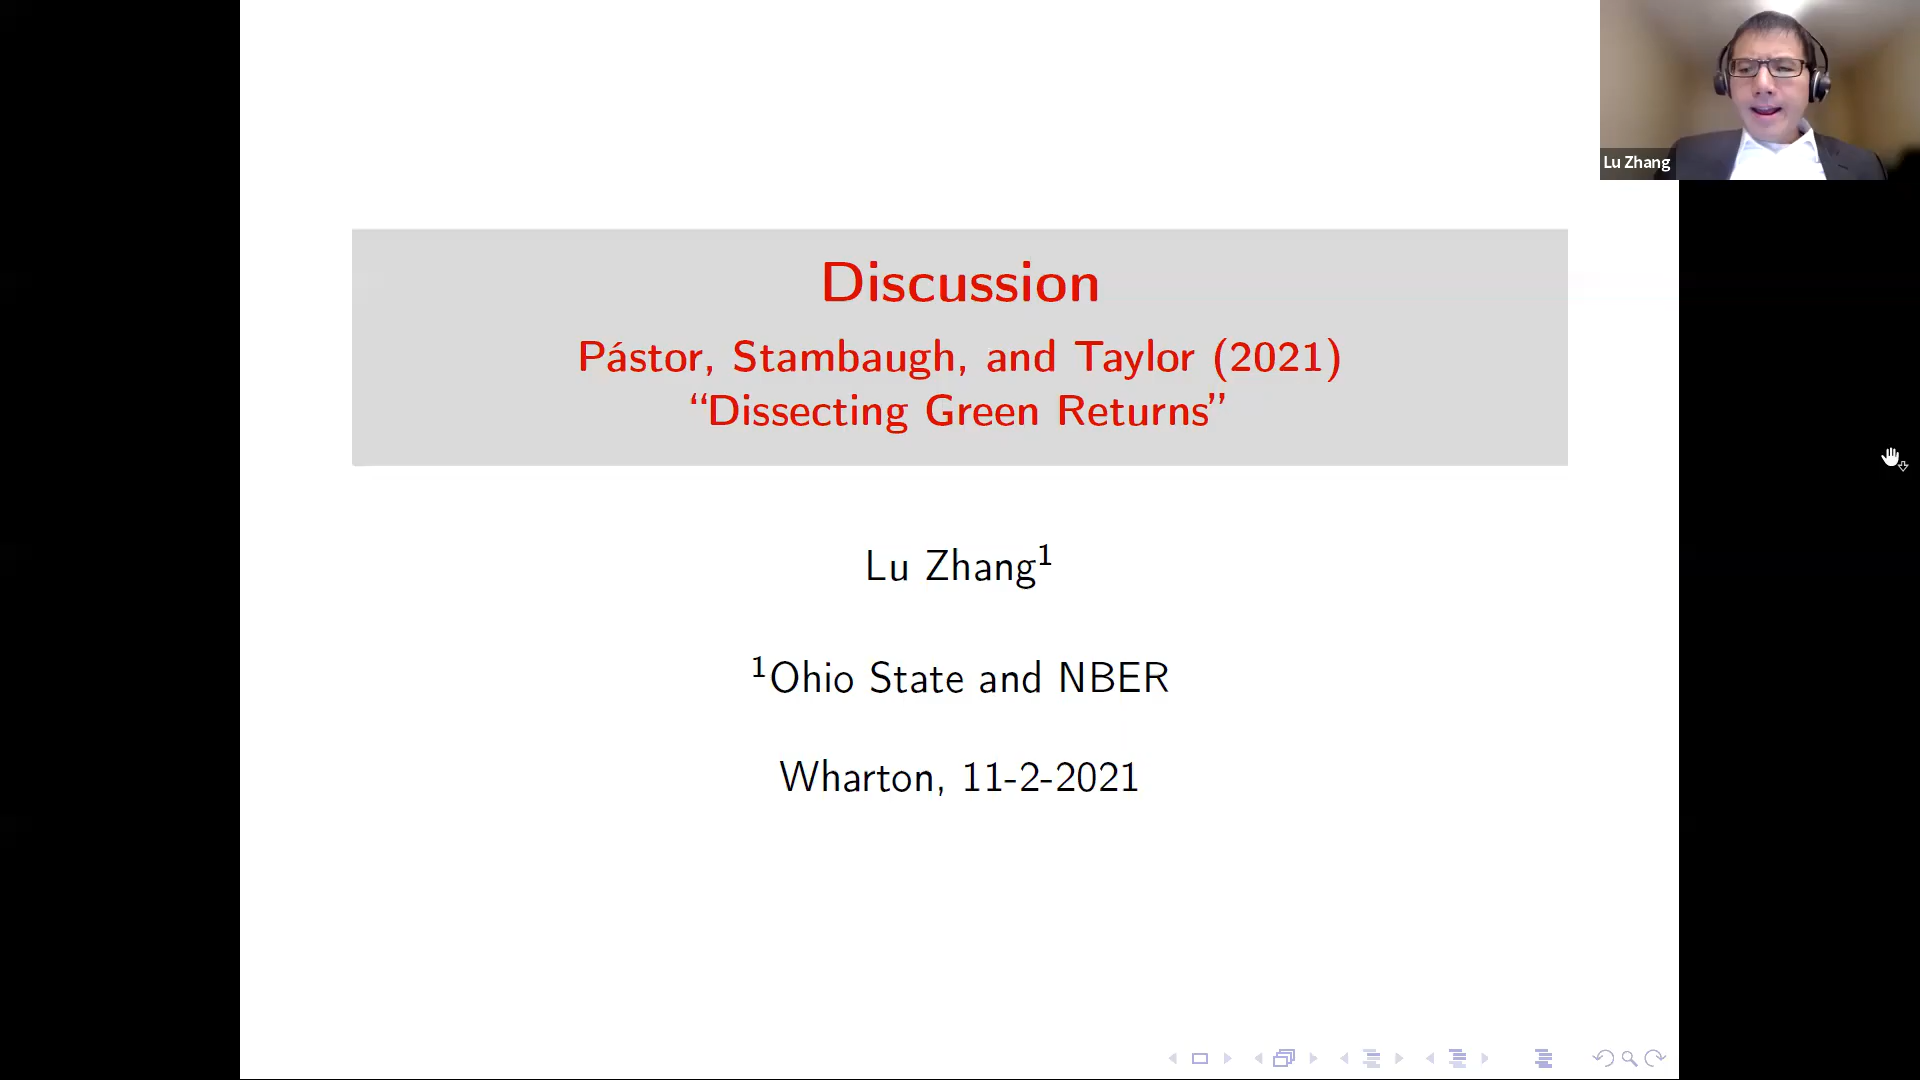 Discussion
Pástor, Stambaugh, and Taylor (2021)
“Dissecting Green Returns”
Lu Zhang¹
¹Ohio State and NBER
Wharton, 11-2-2021
Lu Zhang